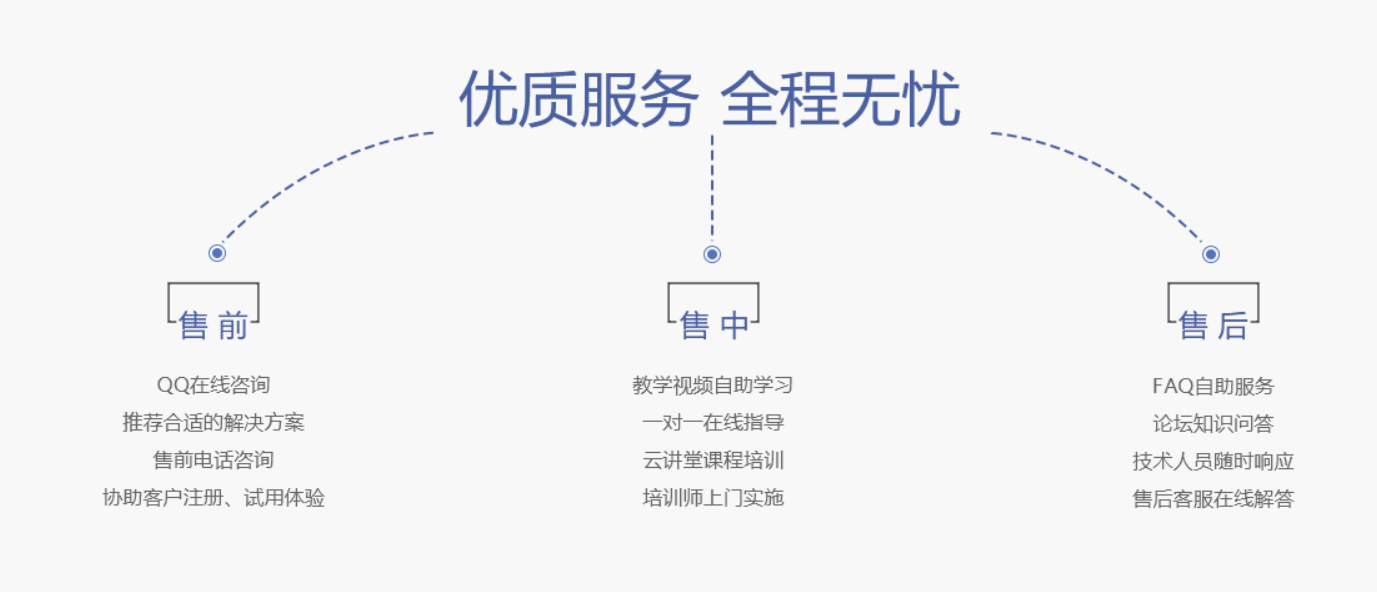 优质服务 全程无忧
售前
QQ在线咨询
推荐合适的解决方案
售前电话咨询
协助客户注册、试用体验
售中
教学视频自助学习
一对一在线指导
云讲堂课程培训
培训师上门实施
售后
FAQ自助服务
论坛知识问答
技术人员随时响应
售后客服在线解答